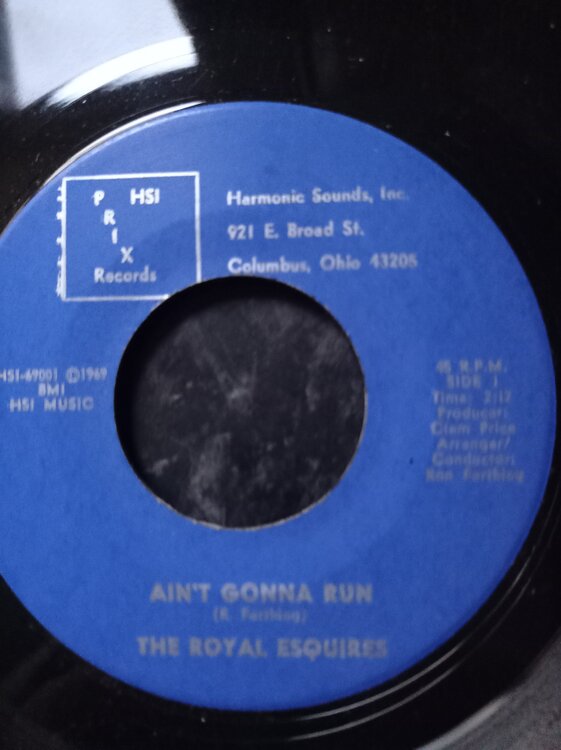 P HSI
R
I
X
Records
Harmonic Sounds, Inc.
921 E. Broad St.
Columbus, Ohio 43205
HSI-69001 ©1969
BMI
HSI MUSIC
45 R.P.M.
SIDE 1
Time: 2:17
Producer:
Clem Price
Arranger/
Conductor:
Ron Forthing
AIN'T GONNA RUN
(R. Forthing)
THE ROYAL ESQUIRES